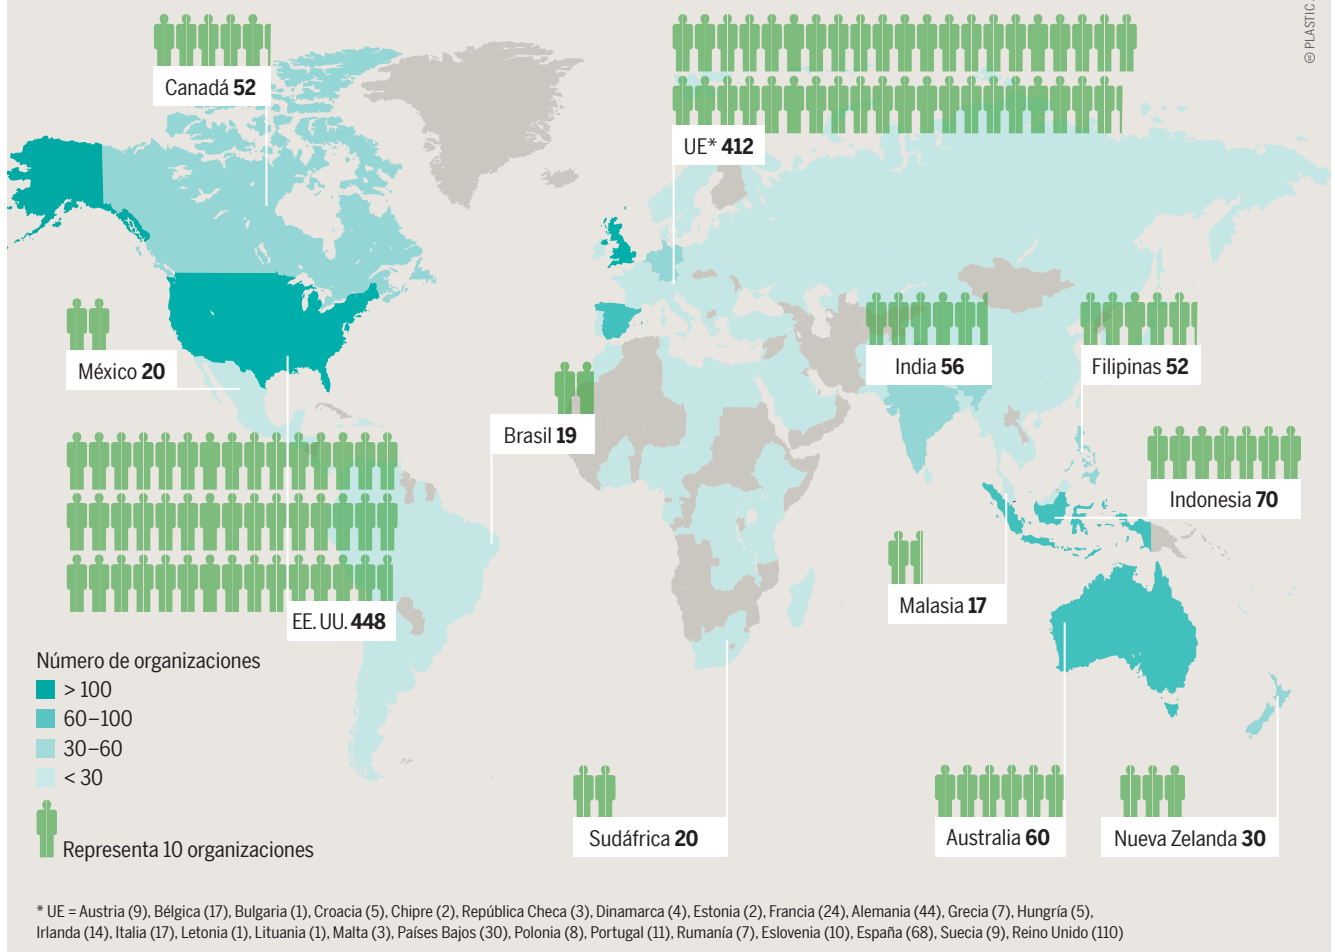 © PLASTIC
Canadá 52
UE* 412
México 20
India 56
Filipinas 52
Brasil 19
Indonesia 70
Malasia 17
EE. UU. 448
Número de organizaciones
> 100
60–100
30–60
< 30
Representa 10 organizaciones
Sudáfrica 20
Australia 60
Nueva Zelanda 30
* UE = Austria (9), Bélgica (17), Bulgaria (1), Croacia (5), Chipre (2), República Checa (3), Dinamarca (4), Estonia (2), Francia (24), Alemania (44), Grecia (7), Hungría (5),
Irlanda (14), Italia (17), Letonia (1), Lituania (1), Malta (3), Países Bajos (30), Polonia (8), Portugal (11), Rumanía (7), Eslovenia (10), España (68), Suecia (9), Reino Unido (110)